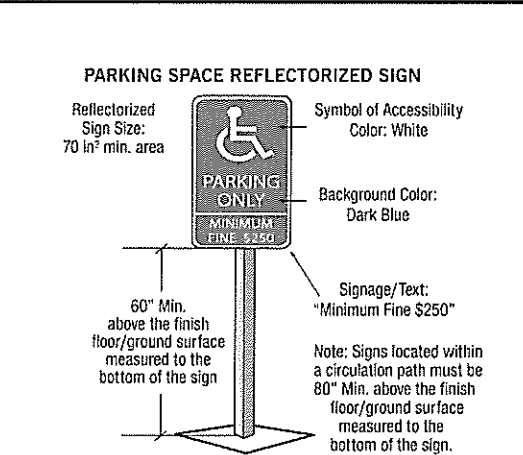 PARKING SPACE REFLECTORIZED SIGN
Reflectorized
Sign Size:
70 in² min. area
Symbol of Accessibility
Color: White
PARKING
ONLY
MINIMUM
FINE $250
Background Color:
Dark Blue
60" Min.
above the finish
floor/ground surface
measured to the
bottom of the sign
Signage/Text:
"Minimum Fine $250"
Note: Signs located within
a circulation path must be
80" Min. above the finish
floor/ground surface
measured to the
bottom of the sign.